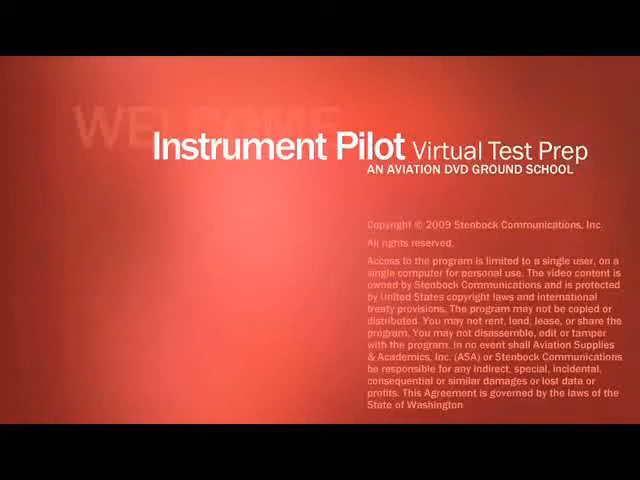 WELCOME
Instrument Pilot Virtual Test Prep
AN AVIATION DVD GROUND SCHOOL
Copyright © 2009 Stenbock Communications, Inc.
All rights reserved.
Access to the program is limited to a single user, on a
single computer for personal use. The video content is
owned by Stenbock Communications and is protected
by United States copyright laws and international
treaty provisions. The program may not be copied or
distributed. You may not rent, lend, lease, or share the
program. You may not disassemble, edit or tamper
with the program. In no event shall Aviation Supplies
& Academics, Inc. (ASA) or Stenbock Communications
be responsible for any indirect, special, incidental,
consequential or similar damages or lost data or
profits. This Agreement is governed by the laws of the
State of Washington